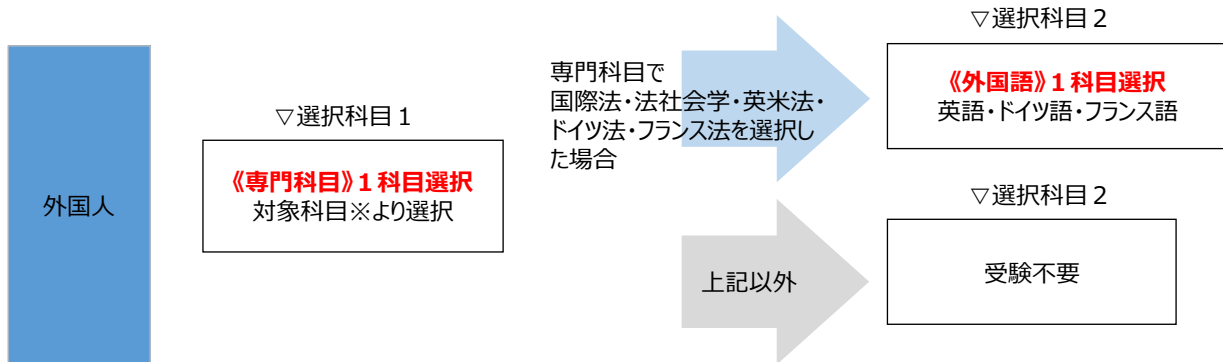 外国人
▽選択科目１
《専門科目》１科目選択
対象科目※より選択
専門科目で
国際法・法社会学・英米法・
ドイツ法・フランス法を選択し
た場合
▽選択科目２
《外国語》１科目選択
英語・ドイツ語・フランス語
上記以外
▽選択科目２
受験不要